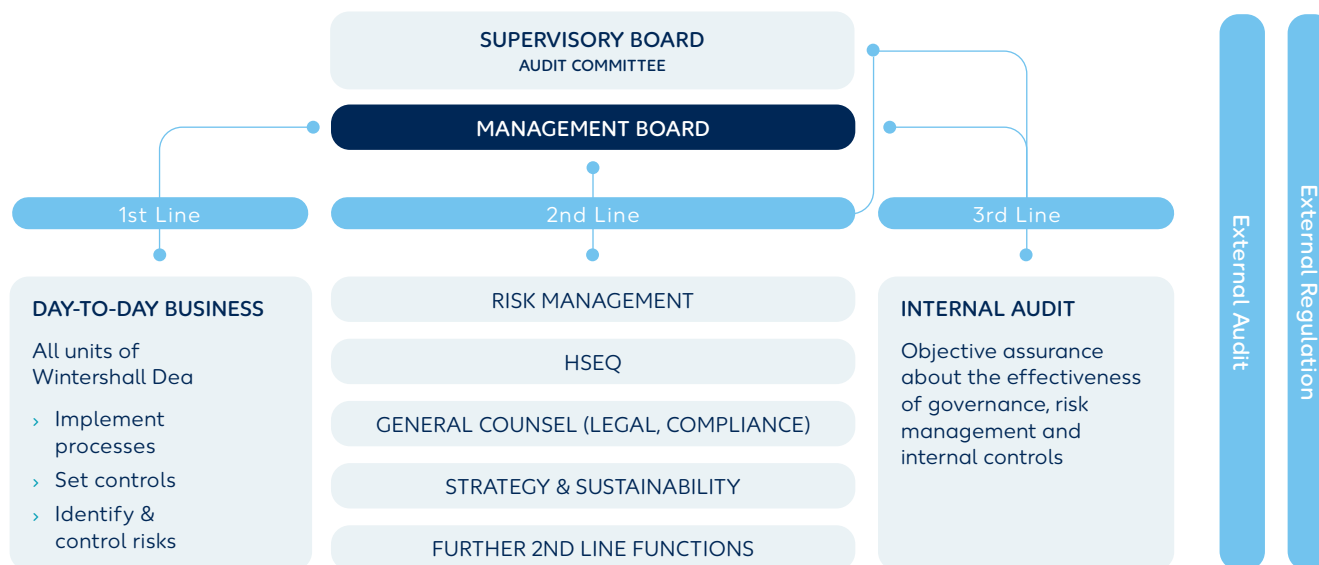 SUPERVISORY BOARD
AUDIT COMMITTEE
MANAGEMENT BOARD
1st Line
2nd Line
3rd Line
DAY-TO-DAY BUSINESS
All units of
Wintershall Dea
› Implement
processes
› Set controls
› Identify &
control risks
RISK MANAGEMENT
HSEQ
GENERAL COUNSEL (LEGAL, COMPLIANCE)
STRATEGY & SUSTAINABILITY
FURTHER 2ND LINE FUNCTIONS
INTERNAL AUDIT
Objective assurance
about the effectiveness
of governance, risk
management and
internal controls
External Audit
External Regulation